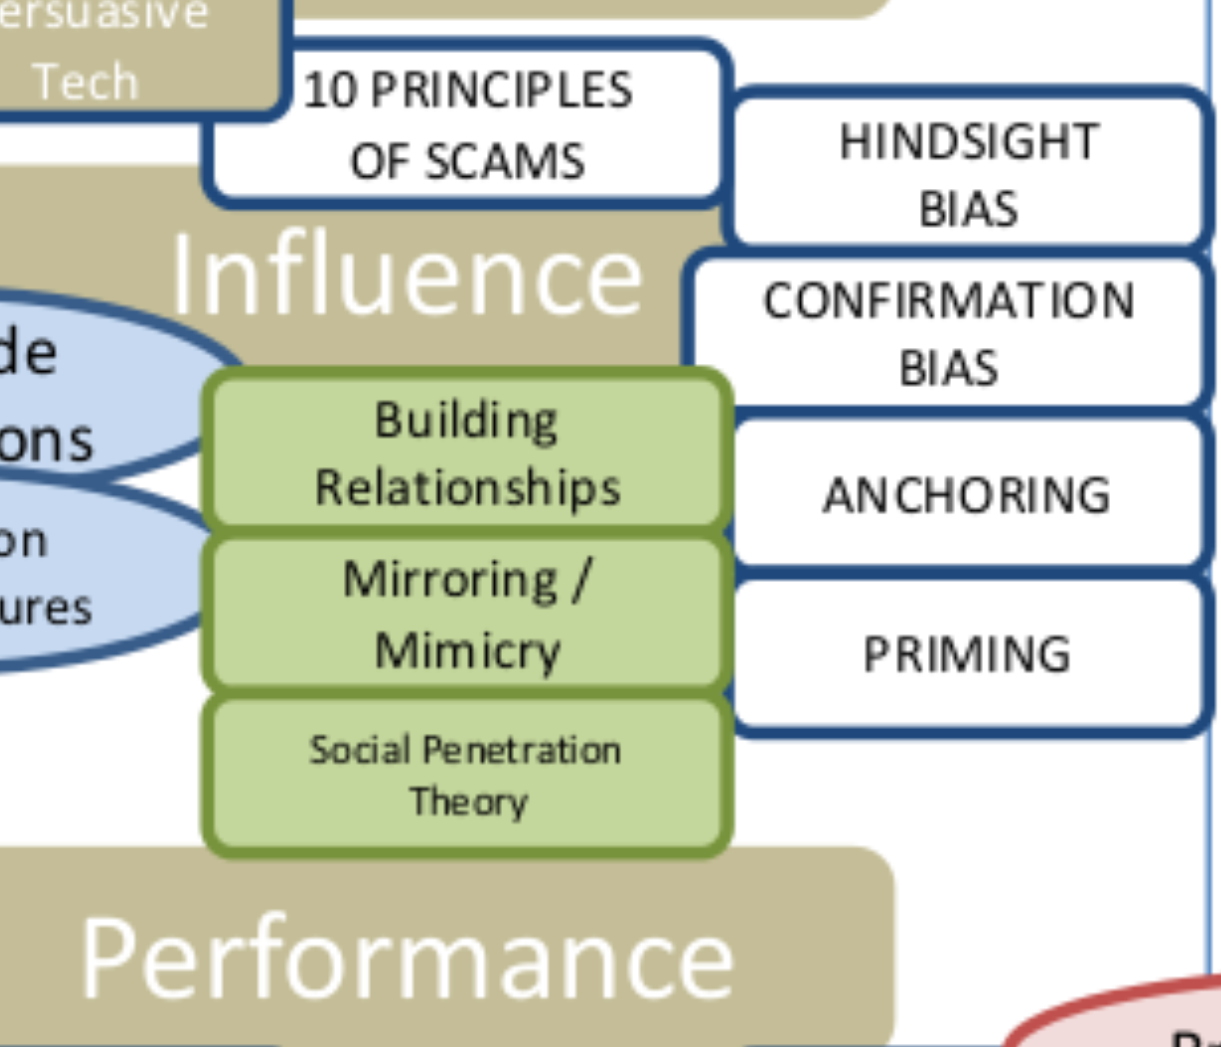 Tech
10 PRINCIPLES
OF SCAMS
HINDSIGHT
BIAS
Influence
CONFIRMATION
BIAS
Building
Relationships
ANCHORING
Mirroring /
Mimicry
PRIMING
Social Penetration
Theory
Performance